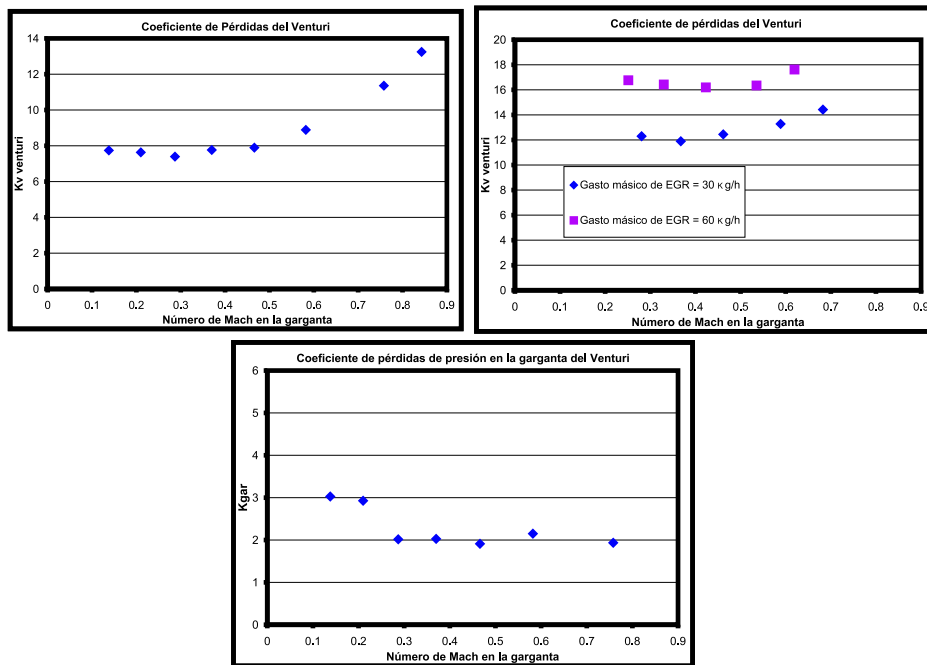 Coeficiente de Pérdidas del Venturi
14
12
10
8
6
4
2
0
Kv venturi
0 0.1 0.2 0.3 0.4 0.5 0.6 0.7 0.8 0.9
Número de Mach en la garganta
Coeficiente de pérdidas del Venturi
20
18
16
14
12
10
8
6
4
2
0
Kv venturi
Gasto másico de EGR = 30 κg/h
Gasto másico de EGR = 60 κg/h
0 0.1 0.2 0.3 0.4 0.5 0.6 0.7 0.8 0.9
Número de Mach en la garganta
Coeficiente de pérdidas de presión en la garganta del Venturi
6
5
4
3
2
1
0
Kgar
0 0.1 0.2 0.3 0.4 0.5 0.6 0.7 0.8 0.9
Número de Mach en la garganta